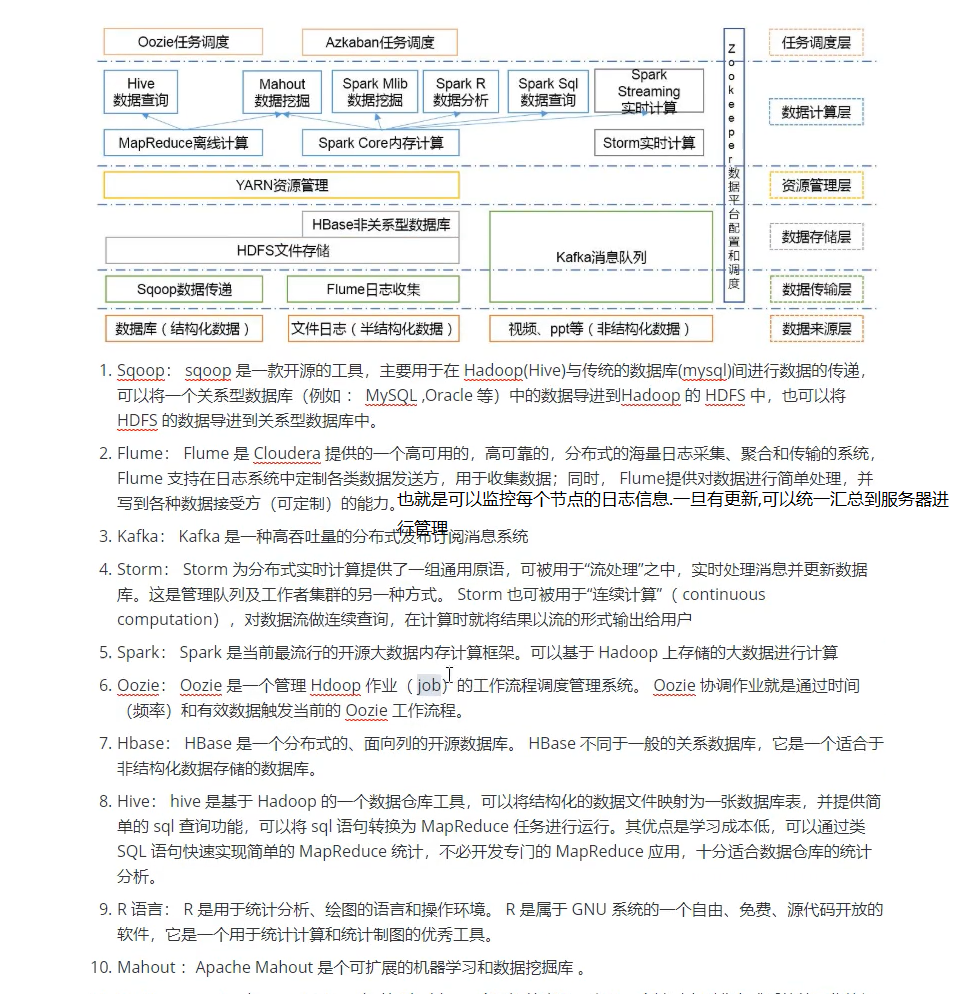 Oozie任务调度
Azkaban任务调度
任务调度层
Hive
数据查询
Mahout
数据挖掘
Spark Mlib
数据挖掘
Spark R
数据分析
Spark Sql
数据查询
Spark
Streaming
实时计算
数据计算层
MapReduce离线计算
Spark Core内存计算
Storm实时计算
Zookeeper数据平台配置和调度
YARN资源管理
资源管理层
HBase非关系型数据库
HDFS文件存储
Kafka消息队列
数据存储层
Sqoop数据传递
Flume日志收集
数据传输层
数据库（结构化数据）
文件日志（半结构化数据）
视频、ppt等（非结构化数据）
数据来源层
1. Sqoop： sqoop 是一款开源的工具，主要用于在 Hadoop(Hive)与传统的数据库(mysql)间进行数据的传递，
可以将一个关系型数据库（例如： MySQL ,Oracle 等）中的数据导进到Hadoop 的 HDFS 中，也可以将
HDFS 的数据导进到关系型数据库中。
2. Flume： Flume 是 Cloudera 提供的一个高可用的，高可靠的，分布式的海量日志采集、聚合和传输的系统，
Flume 支持在日志系统中定制各类数据发送方，用于收集数据；同时， Flume提供对数据进行简单处理，并
写到各种数据接受方（可定制）的能力。
也就是可以监控每个节点的日志信息.一旦有更新,可以统一汇总到服务器进
行管理
3. Kafka： Kafka 是一种高吞吐量的分布式发布订阅消息系统
4. Storm： Storm 为分布式实时计算提供了一组通用原语，可被用于“流处理”之中，实时处理消息并更新数据
库。这是管理队列及工作者集群的另一种方式。 Storm 也可被用于“连续计算”（ continuous
computation），对数据流做连续查询，在计算时就将结果以流的形式输出给用户
5. Spark： Spark 是当前最流行的开源大数据内存计算框架。可以基于 Hadoop 上存储的大数据进行计算
6. Oozie： Oozie 是一个管理 Hdoop 作业（ job）的工作流程调度管理系统。 Oozie 协调作业就是通过时间
（频率）和有效数据触发当前的 Oozie 工作流程。
7. Hbase： HBase 是一个分布式的、面向列的开源数据库。 HBase 不同于一般的关系数据库，它是一个适合于
非结构化数据存储的数据库。
8. Hive： hive 是基于 Hadoop 的一个数据仓库工具，可以将结构化的数据文件映射为一张数据库表，并提供简
单的 sql 查询功能，可以将 sql 语句转换为 MapReduce 任务进行运行。其优点是学习成本低，可以通过类
SQL 语句快速实现简单的 MapReduce 统计，不必开发专门的 MapReduce 应用，十分适合数据仓库的统计
分析。
9. R 语言： R 是用于统计分析、绘图的语言和操作环境。 R 是属于 GNU 系统的一个自由、免费、源代码开放的
软件，它是一个用于统计计算和统计制图的优秀工具。
10. Mahout： Apache Mahout 是个可扩展的机器学习和数据挖掘库 。